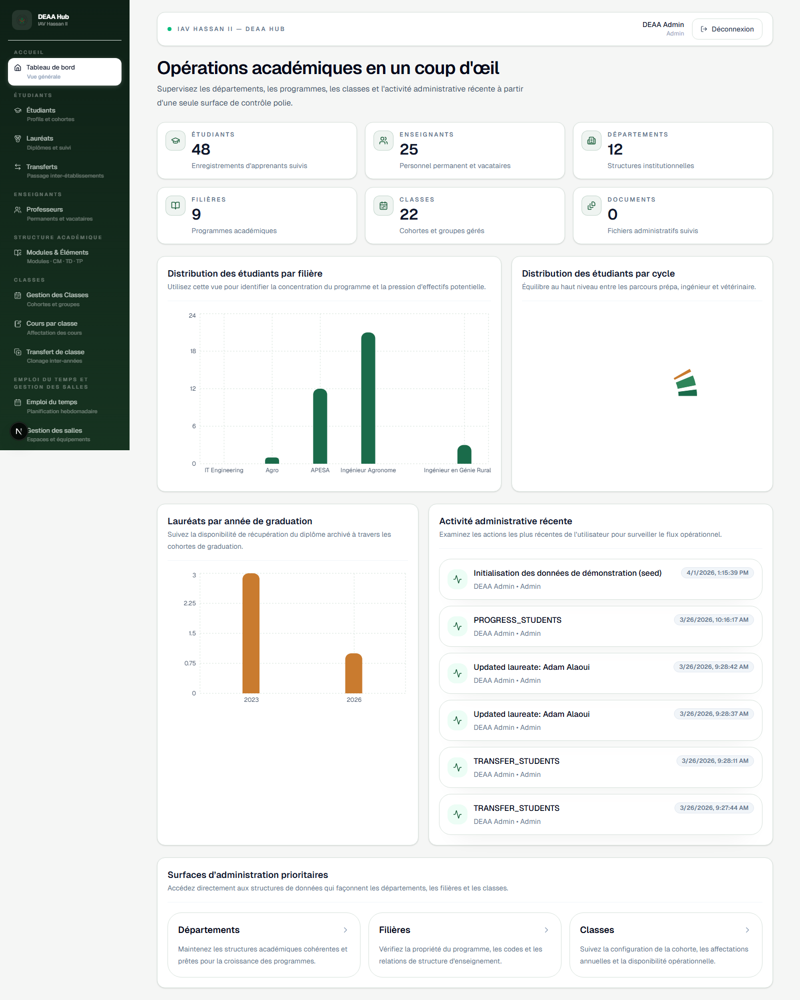 DEAA Hub
IAV Hassan II
ACCUEIL
Tableau de bord
Vue générale
ÉTUDIANTS
Étudiants
Profils et cohortes
Lauréats
Diplômes et suivi
Transferts
Passage inter-établissements
ENSEIGNANTS
Professeurs
Permanents et vacataires
STRUCTURE ACADÉMIQUE
Modules & Éléments
Modules · CM · TD · TP
CLASSES
Gestion des Classes
Cohortes et groupes
Cours par classe
Affectation des cours
Transfert de classe
Clonage inter-années
EMPLOI DU TEMPS ET
GESTION DES SALLES
Emploi du temps
Planification hebdomadaire
N
Gestion des salles
Espaces et équipements
IAV HASSAN II — DEAA HUB
DEAA Admin
Admin
Déconnexion
Opérations académiques en un coup d'œil
Supervisez les départements, les programmes, les classes et l'activité administrative récente à partir
d'une seule surface de contrôle polie.
ÉTUDIANTS
48
Enregistrements d'apprenants suivis
ENSEIGNANTS
25
Personnel permanent et vacataires
DÉPARTEMENTS
12
Structures institutionnelles
FILIÈRES
9
Programmes académiques
CLASSES
22
Cohortes et groupes gérés
DOCUMENTS
0
Fichiers administratifs suivis
Distribution des étudiants par filière
Utilisez cette vue pour identifier la concentration du programme et la pression d'effectifs potentielle.
24
18
12
6
0
IT Engineering
Agro
APESA
Ingénieur Agronome
Ingénieur en Génie Rural
Distribution des étudiants par cycle
Équilibre au haut niveau entre les parcours prépa, ingénieur et vétérinaire.
Lauréats par année de graduation
Suivez la disponibilité de récupération du diplôme archivé à travers les
cohortes de graduation.
3
2.25
1.5
0.75
0
2023
2026
Activité administrative récente
Examinez les actions les plus récentes de l'utilisateur pour surveiller le flux opérationnel.
Initialisation des données de démonstration (seed)
4/1/2026, 1:15:39 PM
DEAA Admin • Admin
PROGRESS_STUDENTS
3/26/2026, 10:16:17 AM
DEAA Admin • Admin
Updated laureate: Adam Alaoui
3/26/2026, 9:28:42 AM
DEAA Admin • Admin
Updated laureate: Adam Alaoui
3/26/2026, 9:28:37 AM
DEAA Admin • Admin
TRANSFER_STUDENTS
3/26/2026, 9:28:11 AM
DEAA Admin • Admin
TRANSFER_STUDENTS
3/26/2026, 9:27:44 AM
DEAA Admin • Admin
Surfaces d’administration prioritaires
Accédez directement aux structures de données qui façonnent les départements, les filières et les classes.
Départements
Maintenez les structures académiques cohérentes et
prêtes pour la croissance des programmes.
Filières
Vérifiez la propriété du programme, les codes et les
relations de structure d'enseignement.
Classes
Suivez la configuration de la cohorte, les affectations
annuelles et la disponibilité opérationnelle.